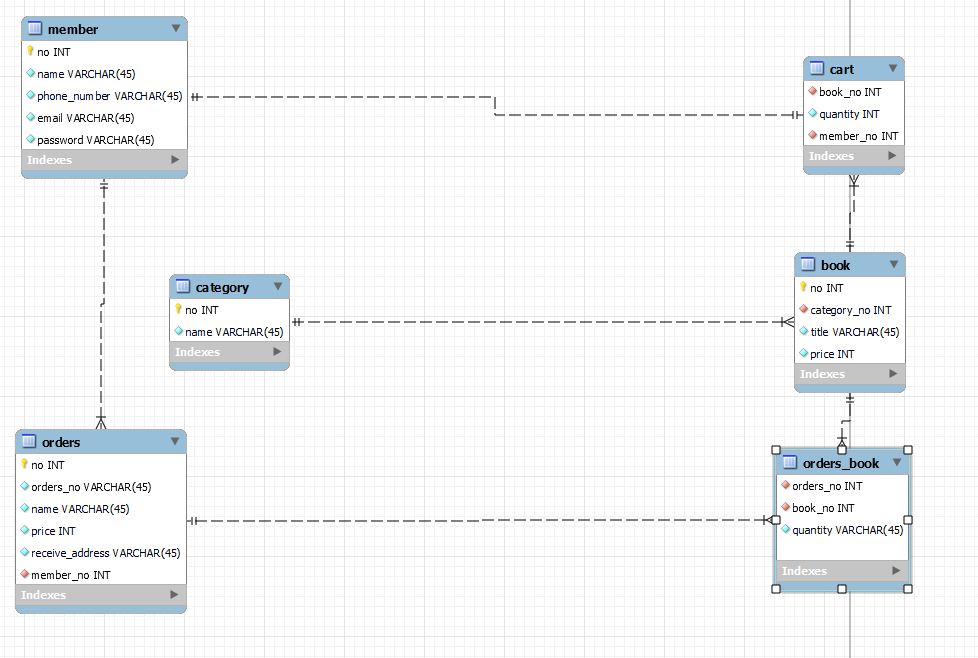 member
no INT
name VARCHAR(45)
phone_number VARCHAR(45)
email VARCHAR(45)
password VARCHAR(45)
Indexes
cart
book_no INT
quantity INT
member_no INT
Indexes
category
no INT
name VARCHAR(45)
Indexes
book
no INT
category_no INT
title VARCHAR(45)
price INT
Indexes
orders
no INT
orders_no VARCHAR(45)
name VARCHAR(45)
price INT
receive_address VARCHAR(45)
member_no INT
Indexes
orders_book
orders_no INT
book_no INT
quantity VARCHAR(45)
Indexes